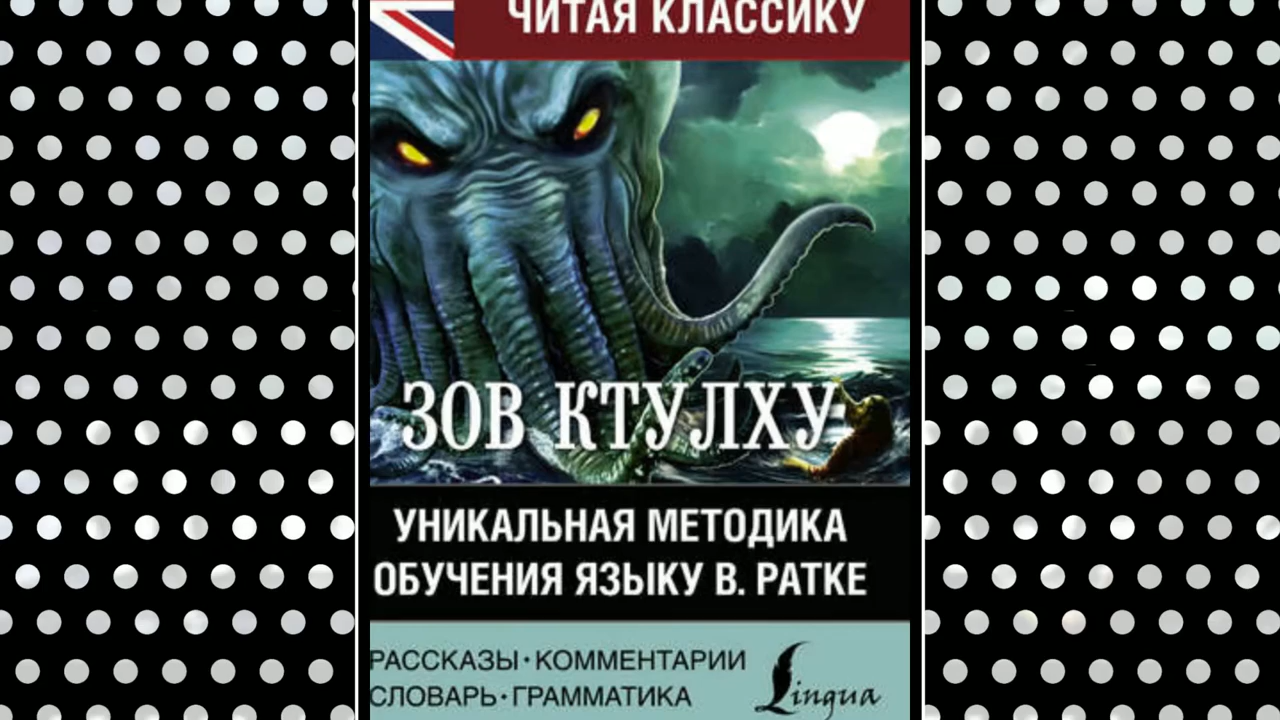 ЧИТАЯ КЛАССИКУ
ЗОВ КТУЛХУ
УНИКАЛЬНАЯ МЕТОДИКА
ОБУЧЕНИЯ ЯЗЫКУ В. РАТКЕ
РАССКАЗЫ·КОММЕНТАРИИ
СЛОВАРЬ·ГРАММАТИКА
Lingua